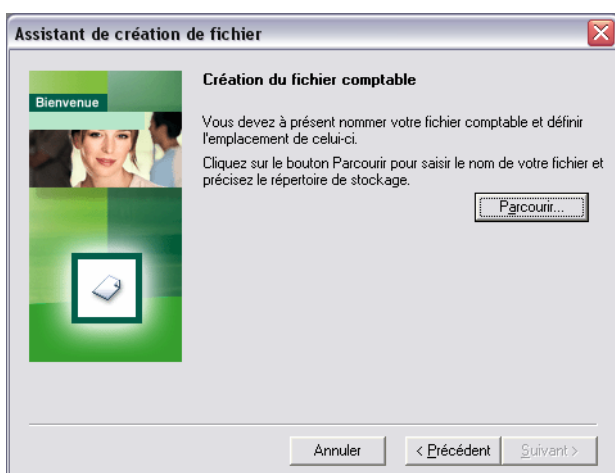 Assistant de création de fichier
Bienvenue
Création du fichier comptable
Vous devez à présent nommer votre fichier comptable et définir
l'emplacement de celui-ci.
Cliquez sur le bouton Parcourir pour saisir le nom de votre fichier et
précisez le répertoire de stockage.
Parcourir...
Annuler
< Précédent
Suivant >